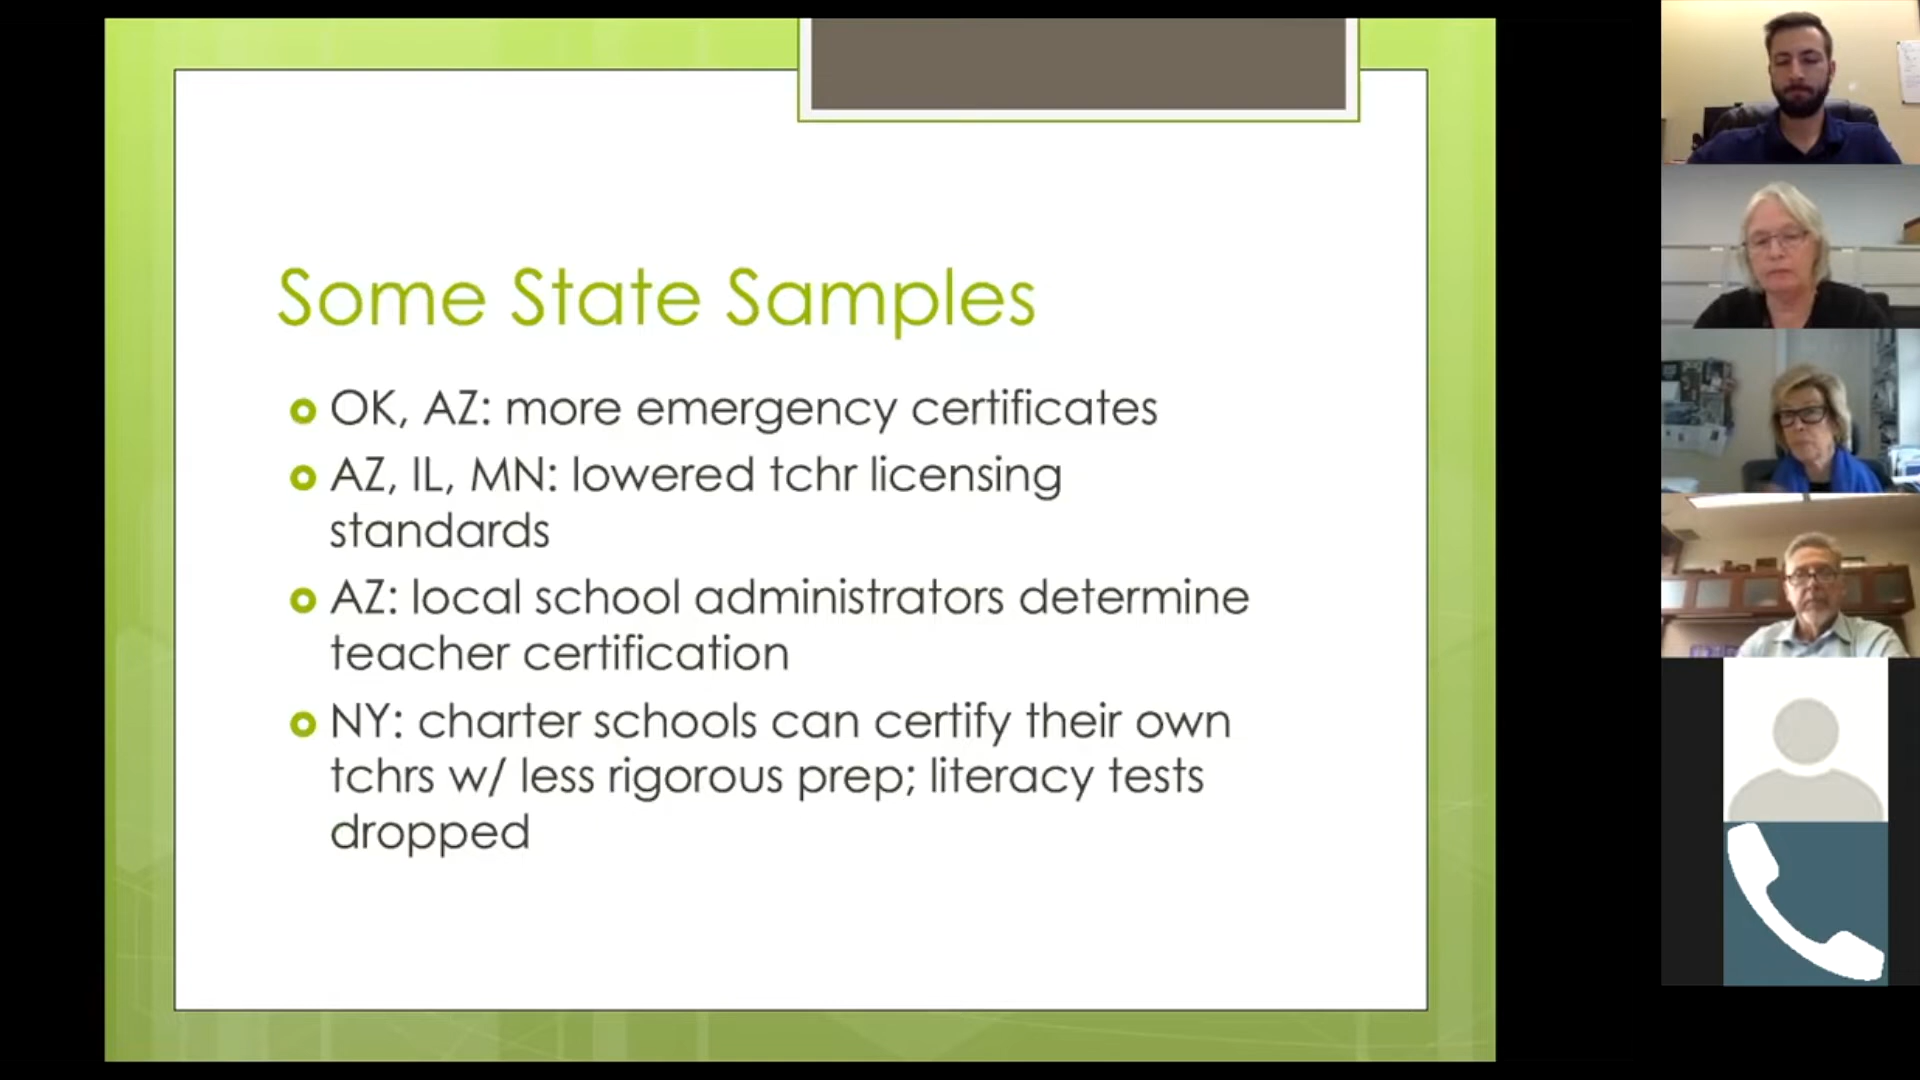 Some State Samples
OK, AZ: more emergency certificates
AZ, IL, MN: lowered tchr licensing
standards
AZ: local school administrators determine
teacher certification
NY: charter schools can certify their own
tchrs w/ less rigorous prep; literacy tests
dropped